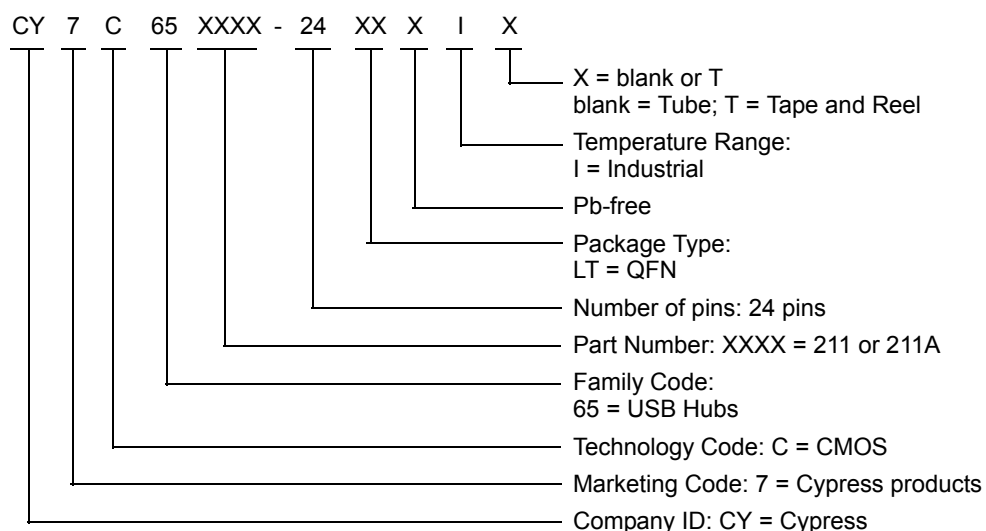 CY 7 C 65 XXXX - 24 XX X I X
X = blank or T
blank = Tube; T = Tape and Reel
Temperature Range:
I = Industrial
Pb-free
Package Type:
LT = QFN
Number of pins: 24 pins
Part Number: XXXX = 211 or 211A
Family Code:
65 = USB Hubs
Technology Code: C = CMOS
Marketing Code: 7 = Cypress products
Company ID: CY = Cypress